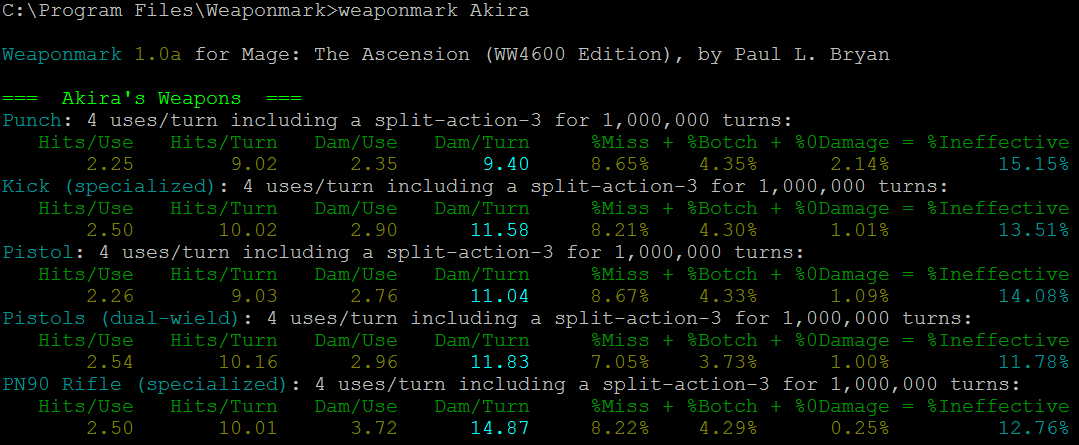 C:\Program Files\Weaponmark>weaponmark Akira
Weaponmark 1.0a for Mage: The Ascension (WW4600 Edition), by Paul L. Bryan
=== Akira's Weapons ===
Punch: 4 uses/turn including a split-action-3 for 1,000,000 turns:
Hits/Use Hits/Turn Dam/Use Dam/Turn %Miss + %Botch + %0Damage = %Ineffective
2.25 9.02 2.35 9.40 8.65% 4.35% 2.14% 15.15%
Kick (specialized): 4 uses/turn including a split-action-3 for 1,000,000 turns:
Hits/Use Hits/Turn Dam/Use Dam/Turn %Miss + %Botch + %0Damage = %Ineffective
2.50 10.02 2.90 11.58 8.21% 4.30% 1.01% 13.51%
Pistol: 4 uses/turn including a split-action-3 for 1,000,000 turns:
Hits/Use Hits/Turn Dam/Use Dam/Turn %Miss + %Botch + %0Damage = %Ineffective
2.26 9.03 2.76 11.04 8.67% 4.33% 1.09% 14.08%
Pistols (dual-wield): 4 uses/turn including a split-action-3 for 1,000,000 turns:
Hits/Use Hits/Turn Dam/Use Dam/Turn %Miss + %Botch + %0Damage = %Ineffective
2.54 10.16 2.96 11.83 7.05% 3.73% 1.00% 11.78%
PN90 Rifle (specialized): 4 uses/turn including a split-action-3 for 1,000,000 turns:
Hits/Use Hits/Turn Dam/Use Dam/Turn %Miss + %Botch + %0Damage = %Ineffective
2.50 10.01 3.72 14.87 8.22% 4.29% 0.25% 12.76%